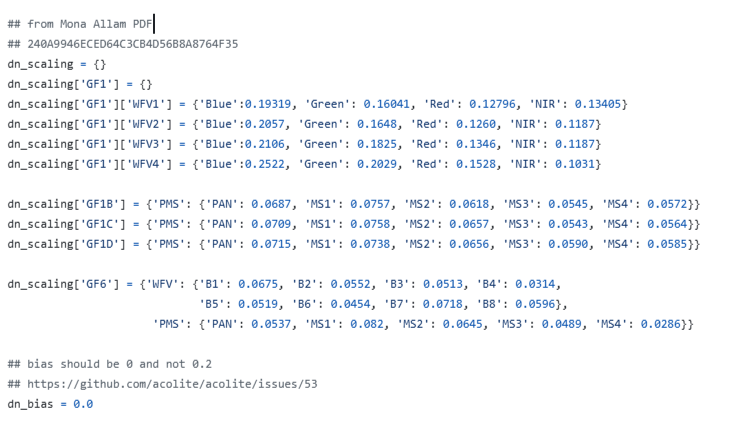 ## from Mona Allam PDF
## 240A9946ECED64C3CB4D56B8A8764F35
dn_scaling = {}
dn_scaling['GF1'] = {}
dn_scaling['GF1']['WFV1'] = {'Blue':0.19319, 'Green': 0.16041, 'Red': 0.12796, 'NIR': 0.13405}
dn_scaling['GF1']['WFV2'] = {'Blue':0.2057, 'Green': 0.1648, 'Red': 0.1260, 'NIR': 0.1187}
dn_scaling['GF1']['WFV3'] = {'Blue':0.2106, 'Green': 0.1825, 'Red': 0.1346, 'NIR': 0.1187}
dn_scaling['GF1']['WFV4'] = {'Blue':0.2522, 'Green': 0.2029, 'Red': 0.1528, 'NIR': 0.1031}
dn_scaling['GF1B'] = {'PMS': {'PAN': 0.0687, 'MS1': 0.0757, 'MS2': 0.0618, 'MS3': 0.0545, 'MS4': 0.0572}}
dn_scaling['GF1C'] = {'PMS': {'PAN': 0.0709, 'MS1': 0.0758, 'MS2': 0.0657, 'MS3': 0.0543, 'MS4': 0.0564}}
dn_scaling['GF1D'] = {'PMS': {'PAN': 0.0715, 'MS1': 0.0738, 'MS2': 0.0656, 'MS3': 0.0590, 'MS4': 0.0585}}
dn_scaling['GF6'] = {'WFV': {'B1': 0.0675, 'B2': 0.0552, 'B3': 0.0513, 'B4': 0.0314,
'B5': 0.0519, 'B6': 0.0454, 'B7': 0.0718, 'B8': 0.0596},
'PMS': {'PAN': 0.0537, 'MS1': 0.082, 'MS2': 0.0645, 'MS3': 0.0489, 'MS4': 0.0286}}
## bias should be 0 and not 0.2
## https://github.com/acolite/acolite/issues/53
dn_bias = 0.0